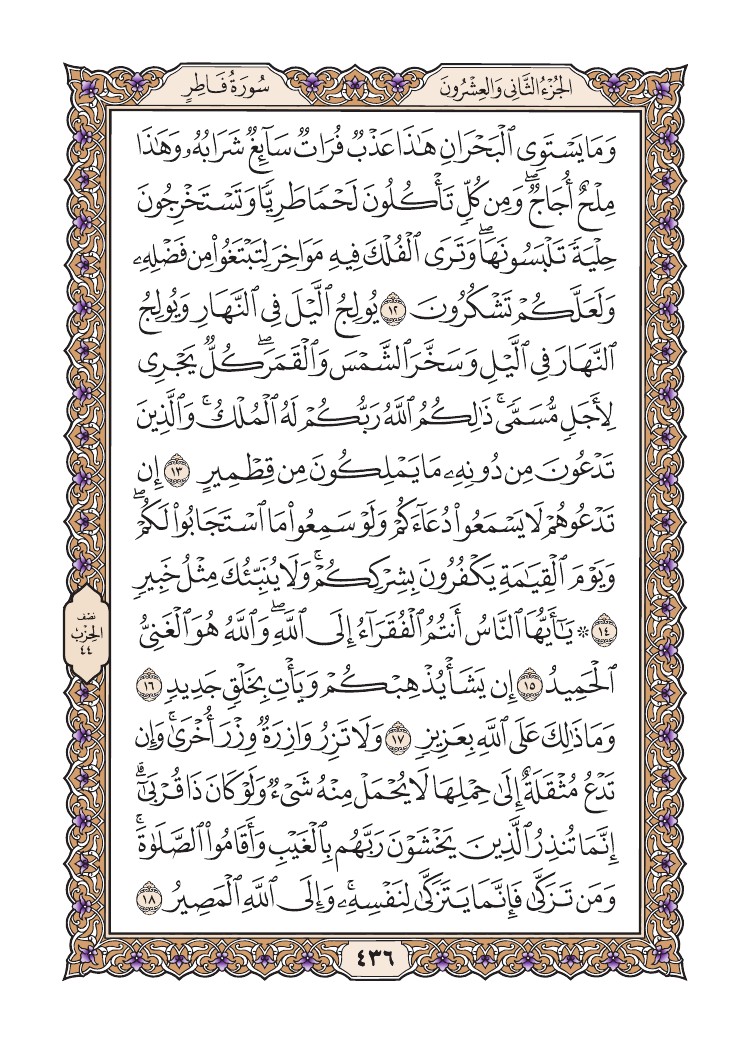 الجُزْءُ الثَّانِي وَالعِشْرُونَ
سُورَةُ فَاطِرٍ
وَمَا يَسْتَوِي ٱلْبَحْرَانِ هَـٰذَا عَذْبٌ فُرَاتٌ سَآئِغٌ شَرَابُهُۥ وَهَـٰذَا
مِلْحٌ أُجَاجٌ ۖ وَمِن كُلٍّ تَأْكُلُونَ لَحْمًا طَرِيًّا وَتَسْتَخْرِجُونَ
حِلْيَةً تَلْبَسُونَهَا ۖ وَتَرَى ٱلْفُلْكَ فِيهِ مَوَاخِرَ لِتَبْتَغُوا۟ مِن فَضْلِهِۦ
وَلَعَلَّكُمْ تَشْكُرُونَ ١٢ يُولِجُ ٱلَّيْلَ فِى ٱلنَّهَارِ وَيُولِجُ
ٱلنَّهَارَ فِى ٱلَّيْلِ وَسَخَّرَ ٱلشَّمْسَ وَٱلْقَمَرَ ۖ كُلٌّ يَجْرِى
لِأَجَلٍ مُّسَمًّى ۚ ذَٰلِكُمُ ٱللَّهُ رَبُّكُمْ لَهُ ٱلْمُلْكُ ۚ وَٱلَّذِينَ
تَدْعُونَ مِن دُونِهِۦ مَا يَمْلِكُونَ مِن قِطْمِيرٍ ١٣ إِن
تَدْعُوهُمْ لَا يَسْمَعُوا۟ دُعَآءَكُمْ وَلَوْ سَمِعُوا۟ مَا ٱسْتَجَابُوا۟ لَكُمْ ۖ
وَيَوْمَ ٱلْقِيَـٰمَةِ يَكْفُرُونَ بِشِرْكِكُمْ ۚ وَلَا يُنَبِّئُكَ مِثْلُ خَبِيرٍ
١٤ ۞ يَـٰٓأَيُّهَا ٱلنَّاسُ أَنتُمُ ٱلْفُقَرَآءُ إِلَى ٱللَّهِ ۖ وَٱللَّهُ هُوَ ٱلْغَنِىُّ
ٱلْحَمِيدُ ١٥ إِن يَشَأْ يُذْهِبْكُمْ وَيَأْتِ بِخَلْقٍ جَدِيدٍ ١٦
وَمَا ذَٰلِكَ عَلَى ٱللَّهِ بِعَزِيزٍ ١٧ وَلَا تَزِرُ وَازِرَةٌ وِزْرَ أُخْرَىٰ ۚ وَإِن
تَدْعُ مُثْقَلَةٌ إِلَىٰ حِمْلِهَا لَا يُحْمَلْ مِنْهُ شَىْءٌ وَلَوْ كَانَ ذَا قُرْبَىٰٓ ۗ
إِنَّمَا تُنذِرُ ٱلَّذِينَ يَخْشَوْنَ رَبَّهُم بِٱلْغَيْبِ وَأَقَامُوا۟ ٱلصَّلَوٰةَ ۚ
وَمَن تَزَكَّىٰ فَإِنَّمَا يَتَزَكَّىٰ لِنَفْسِهِۦ ۚ وَإِلَى ٱللَّهِ ٱلْمَصِيرُ ١٨
نصف
الحزب
٤٤
٤٣٦